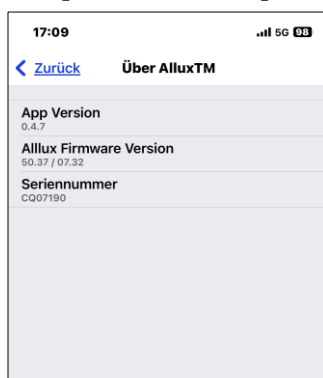 17:09
5G 98
Zurück
Über AlluxTM
App Version
0.4.7
Alllux Firmware Version
50.37 / 07.32
Seriennummer
CQ07190